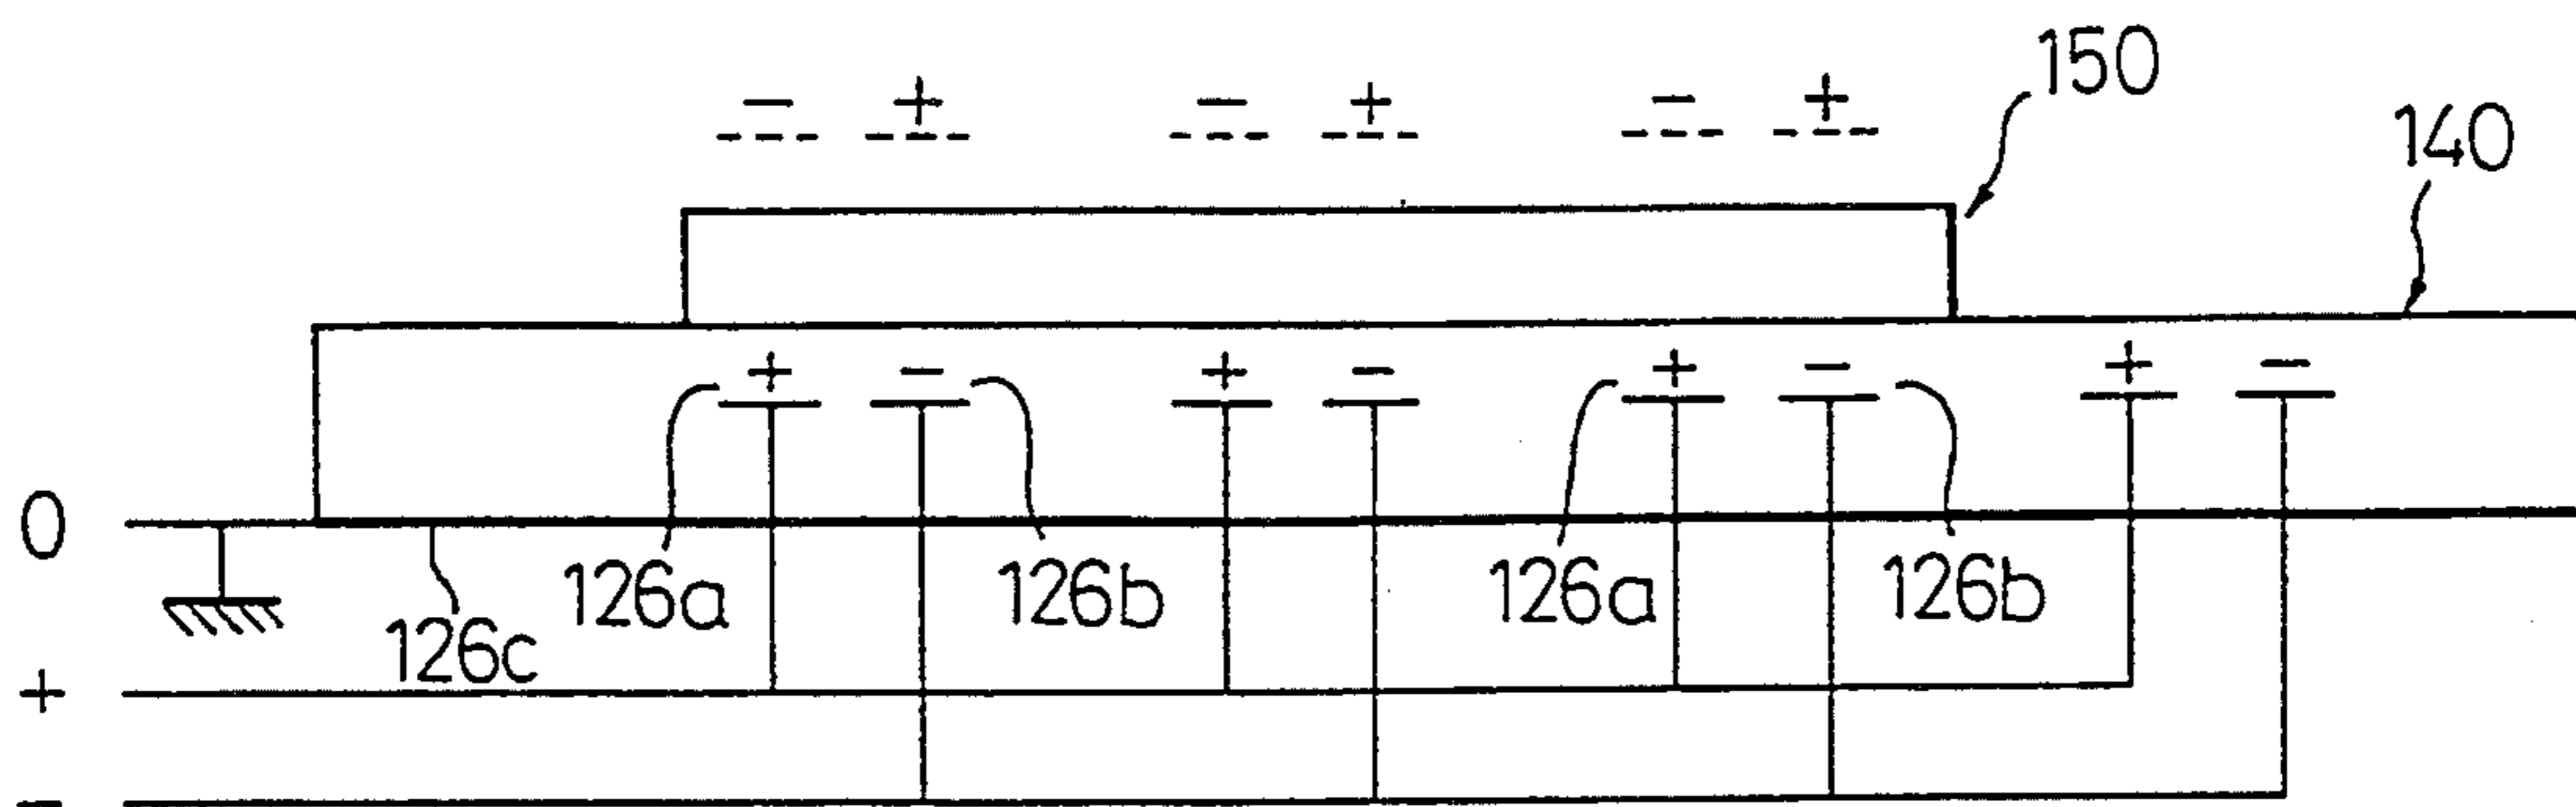 150
− + − + − +
140
+ − + − + − + −
0
126a 126b 126a 126b
126c
+
−